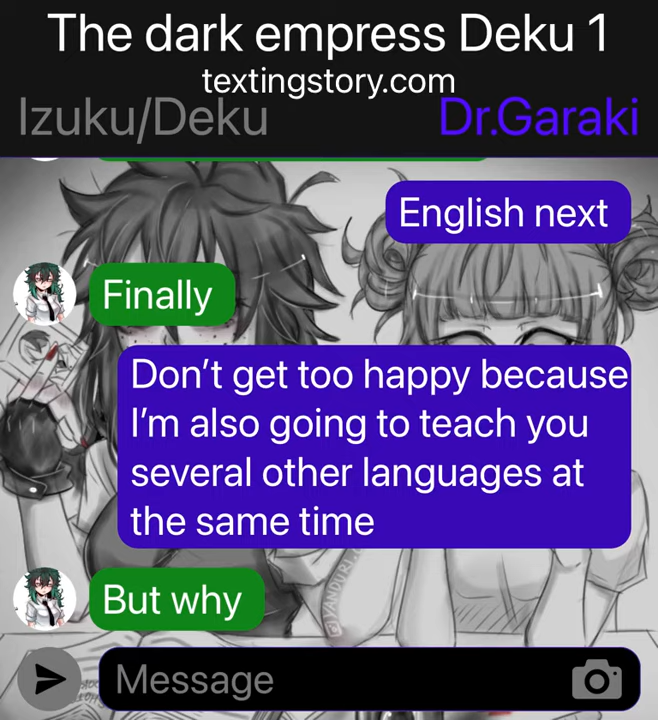 The dark empress Deku 1
textingstory.com
Izuku/Deku
Dr.Garaki
English next
Finally
Don't get too happy because
I'm also going to teach you
several other languages at
the same time
But why
Message